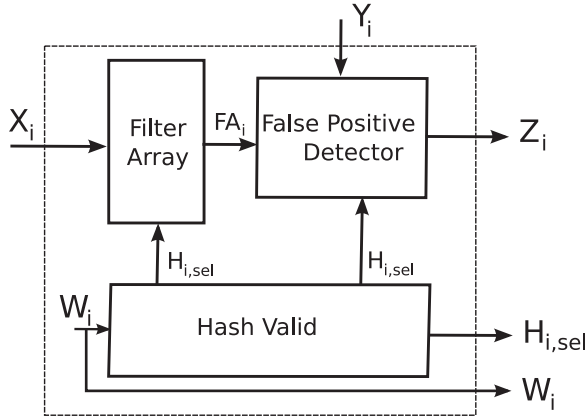 Y_i
X_i
Filter
Array
FA_i
False Positive
Detector
Z_i
H_i,sel
H_i,sel
W_i
Hash Valid
H_i,sel
W_i